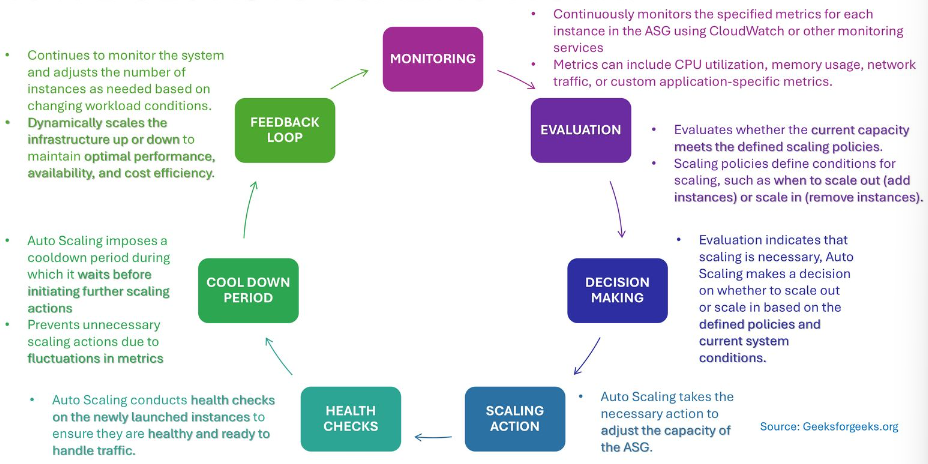 MONITORING
• Continuously monitors the specified metrics for each
instance in the ASG using CloudWatch or other monitoring
services
• Metrics can include CPU utilization, memory usage, network
traffic, or custom application-specific metrics.
EVALUATION
• Evaluates whether the current capacity
meets the defined scaling policies.
• Scaling policies define conditions for
scaling, such as when to scale out (add
instances) or scale in (remove instances).
DECISION
MAKING
• Evaluation indicates that
scaling is necessary, Auto
Scaling makes a decision
on whether to scale out
or scale in based on the
defined policies and
current system
conditions.
SCALING
ACTION
• Auto Scaling takes the
necessary action to
adjust the capacity of
the ASG.
HEALTH
CHECKS
• Auto Scaling conducts health checks
on the newly launched instances to
ensure they are healthy and ready to
handle traffic.
COOL DOWN
PERIOD
• Auto Scaling imposes a
cooldown period during
which it waits before
initiating further scaling
actions
• Prevents unnecessary
scaling actions due to
fluctuations in metrics
FEEDBACK
LOOP
• Continues to monitor the system
and adjusts the number of
instances as needed based on
changing workload conditions.
• Dynamically scales the
infrastructure up or down to
maintain optimal performance,
availability, and cost efficiency.
Source: Geeksforgeeks.org